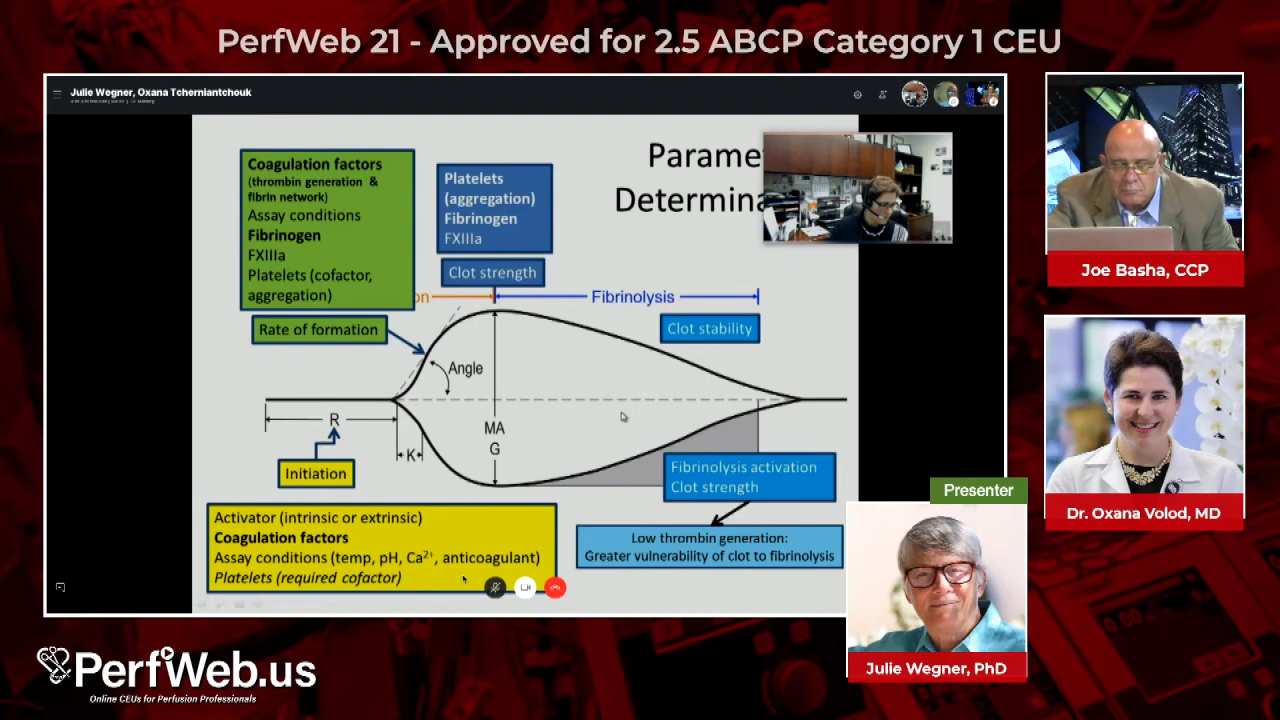 PerfWeb 21 - Approved for 2.5 ABCP Category 1 CEU
Julie Wegner, Oxana Tcherniantchouk
Parame
Determina
Coagulation factors
(thrombin generation &
fibrin network)
Assay conditions
Fibrinogen
FXIIIa
Platelets (cofactor,
aggregation)
Platelets
(aggregation)
Fibrinogen
FXIIIa
Clot strength
on
Fibrinolysis
Rate of formation
Clot stability
Angle
R
MA
G
K
Initiation
Fibrinolysis activation
Clot strength
Activator (intrinsic or extrinsic)
Coagulation factors
Assay conditions (temp, pH, Ca²⁺, anticoagulant)
Platelets (required cofactor)
Low thrombin generation:
Greater vulnerability of clot to fibrinolysis
Joe Basha, CCP
Dr. Oxana Volod, MD
Presenter
Julie Wegner, PhD
PerfWeb.us
Online CEUs for Perfusion Professionals